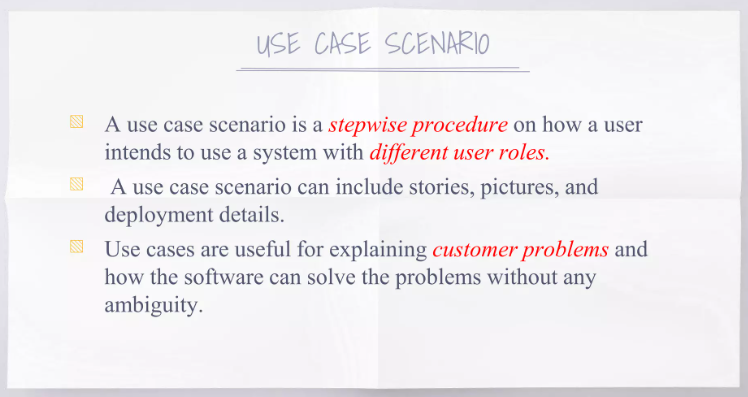 USE CASE SCENARIO
A use case scenario is a stepwise procedure on how a user
intends to use a system with different user roles.
A use case scenario can include stories, pictures, and
deployment details.
Use cases are useful for explaining customer problems and
how the software can solve the problems without any
ambiguity.